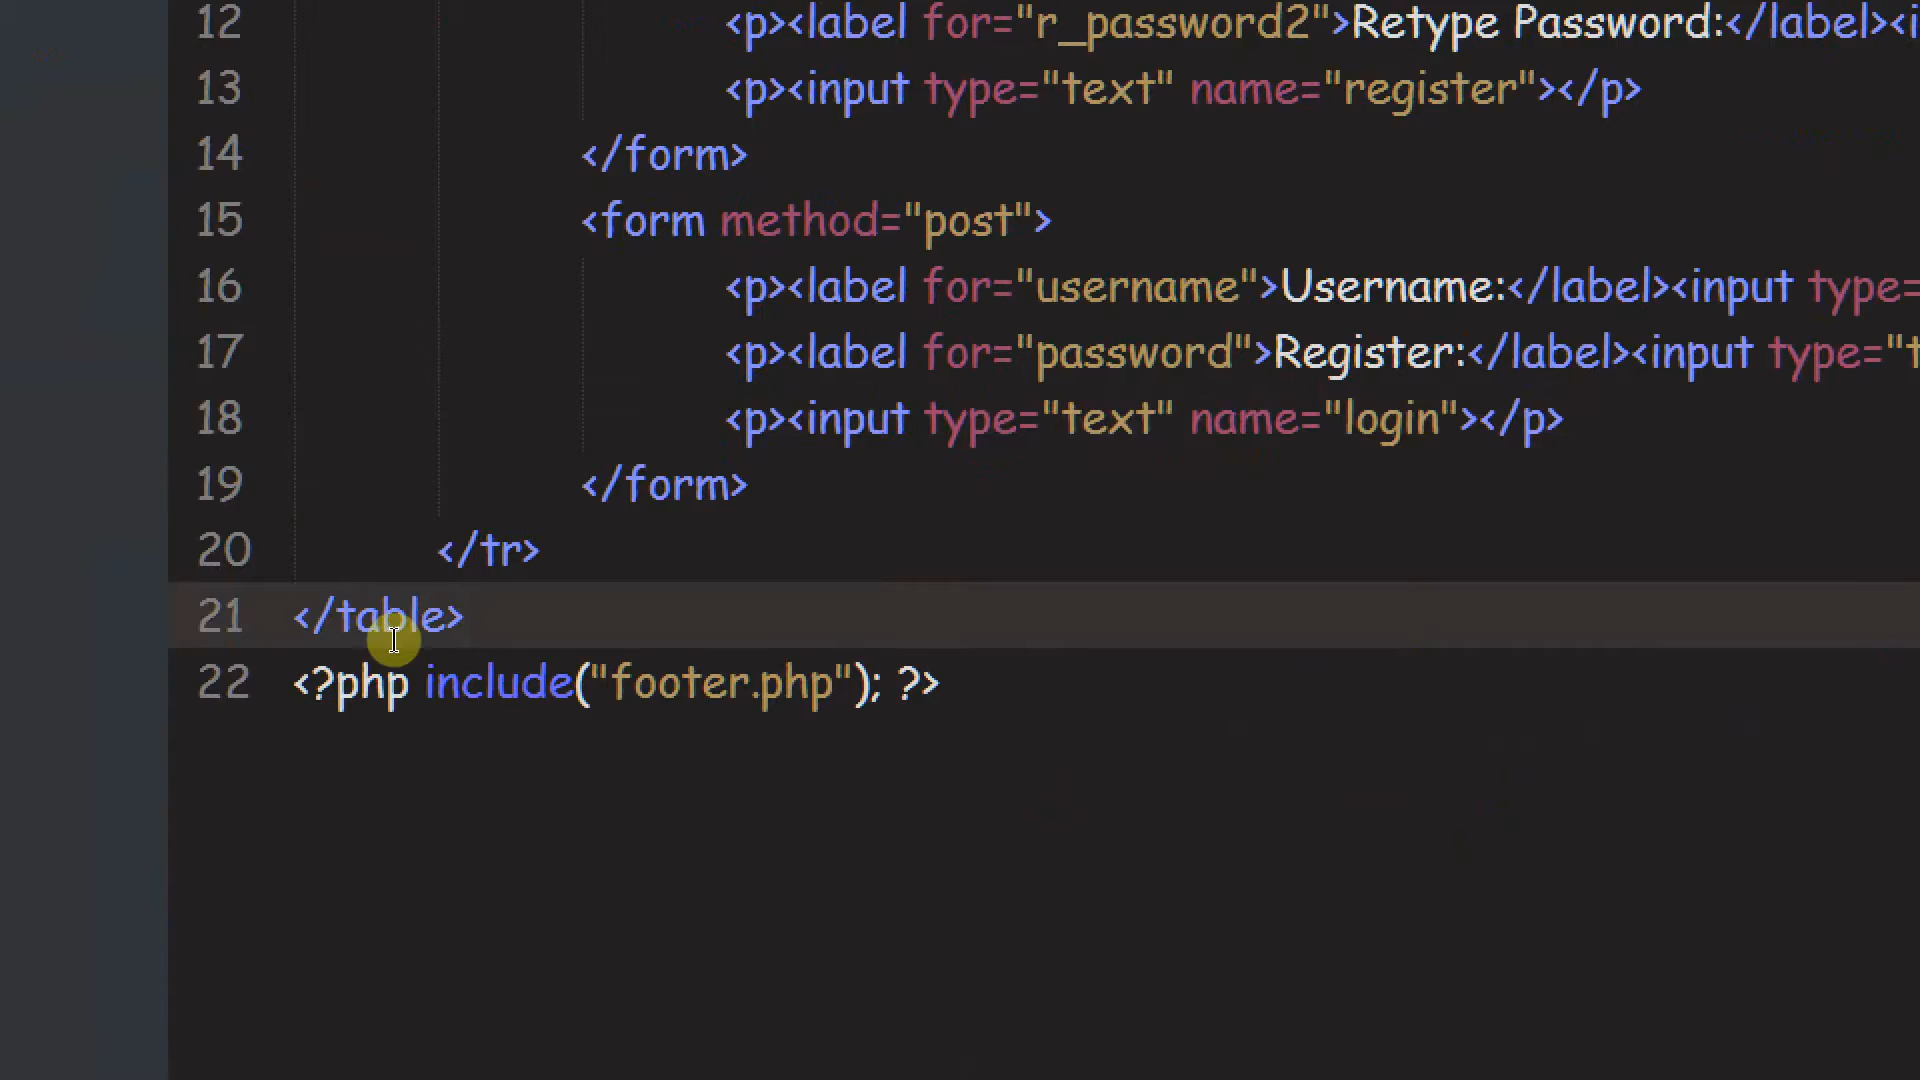 12 <p><label for="r_password2">Retype Password:</label><i
13 <p><input type="text" name="register"></p>
14 </form>
15 <form method="post">
16 <p><label for="username">Username:</label><input type=
17 <p><label for="password">Register:</label><input type="t
18 <p><input type="text" name="login"></p>
19 </form>
20 </tr>
21 </table>
22 <?php include("footer.php"); ?>